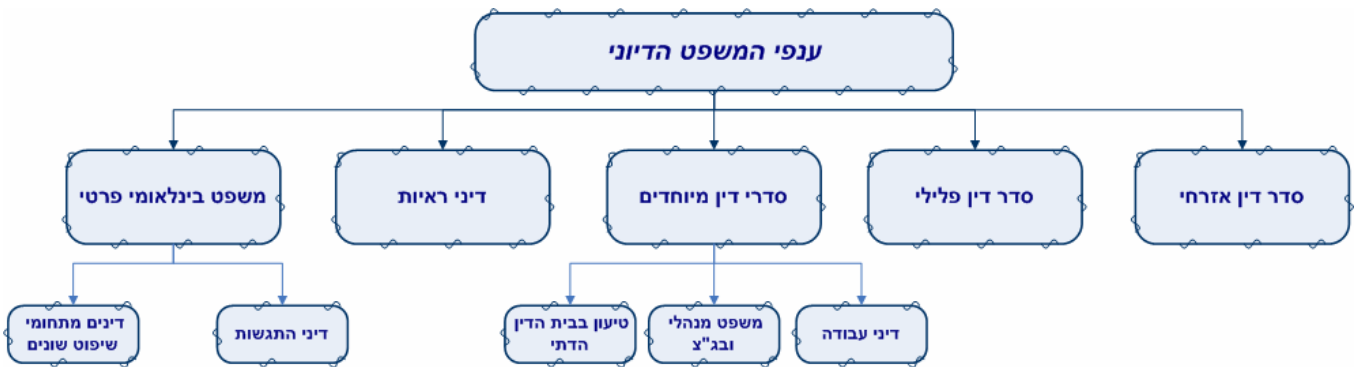 ענפי המשפט הדיוני
סדר דין אזרחי
סדר דין פלילי
סדרי דין מיוחדים
דיני ראיות
משפט בינלאומי פרטי
דיני עבודה
משפט מנהלי
ובג"צ
טיעון בבית הדין
הדתי
דיני התגשות
דינים מתחומי
שיפוט שונים